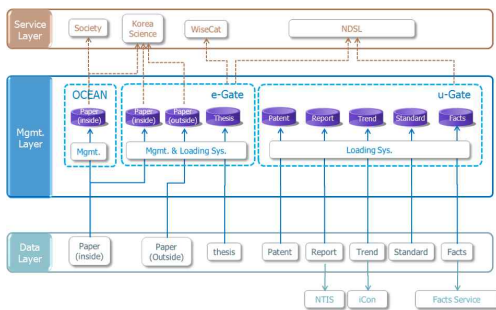 Service
Layer
Society
Korea
Science
WiseCat
NDSL
Mgmt.
Layer
OCEAN
e-Gate
u-Gate
Paper
(inside)
Paper
(inside)
Paper
(outside)
Thesis
Patent
Report
Trend
Standard
Facts
Mgmt.
Mgmt. & Loading Sys.
Loading Sys.
Data
Layer
Paper
(inside)
Paper
(Outside)
thesis
Patent
Report
Trend
Standard
Facts
NTIS
iCon
Facts Service